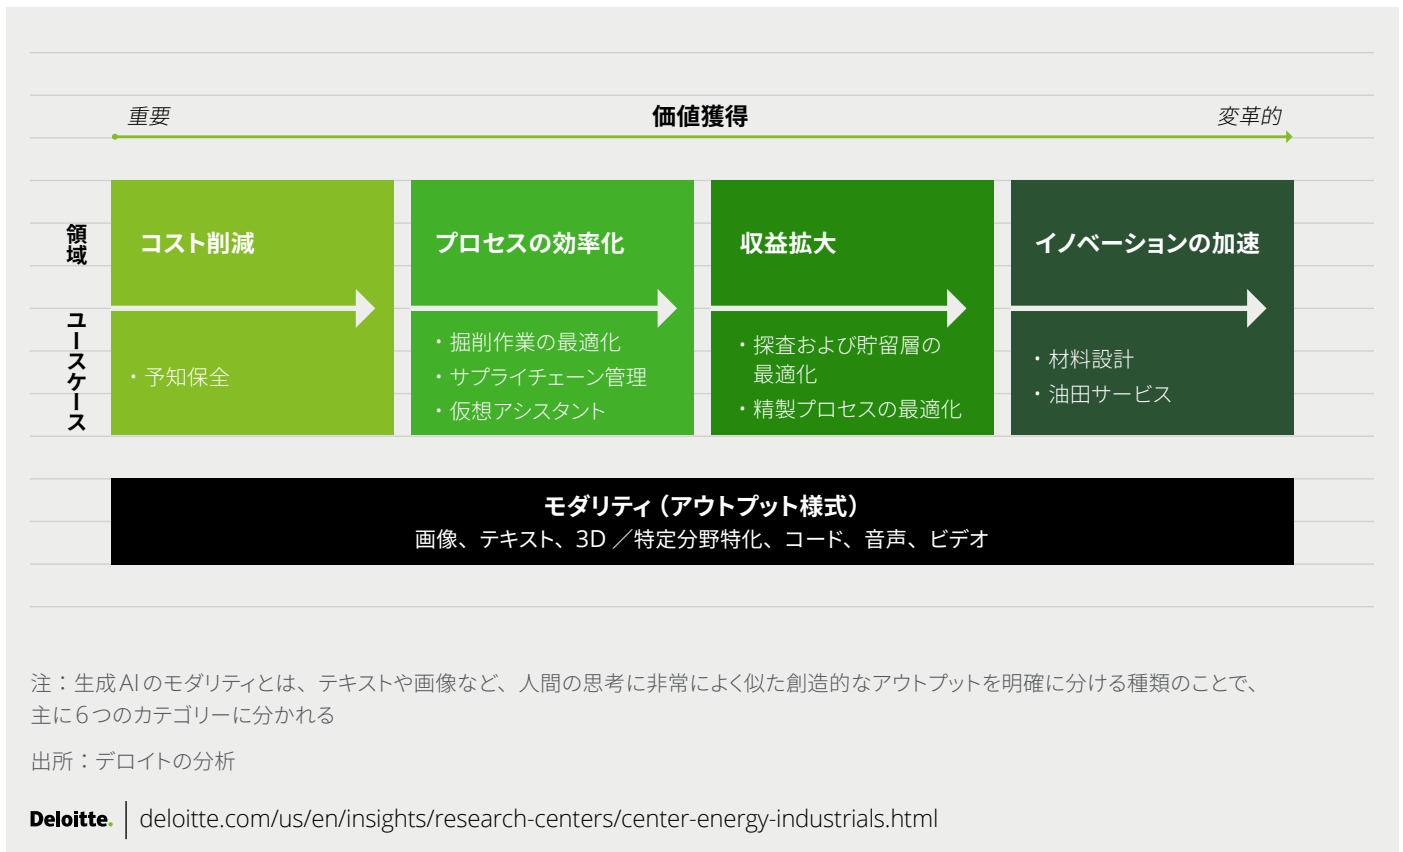 重要
価値獲得
変革的
領域
コスト削減
プロセスの効率化
収益拡大
イノベーションの加速
ユースケース
・予知保全
・掘削作業の最適化
・サプライチェーン管理
・仮想アシスタント
・探査および貯留層の
最適化
・精製プロセスの最適化
・材料設計
・油田サービス
モダリティ（アウトプット様式）
画像、テキスト、3D／特定分野特化、コード、音声、ビデオ
注：生成AIのモダリティとは、テキストや画像など、人間の思考に非常によく似た創造的なアウトプットを明確に分ける種類のことで、
主に6つのカテゴリーに分かれる
出所：デロイトの分析
Deloitte. | deloitte.com/us/en/insights/research-centers/center-energy-industrials.html